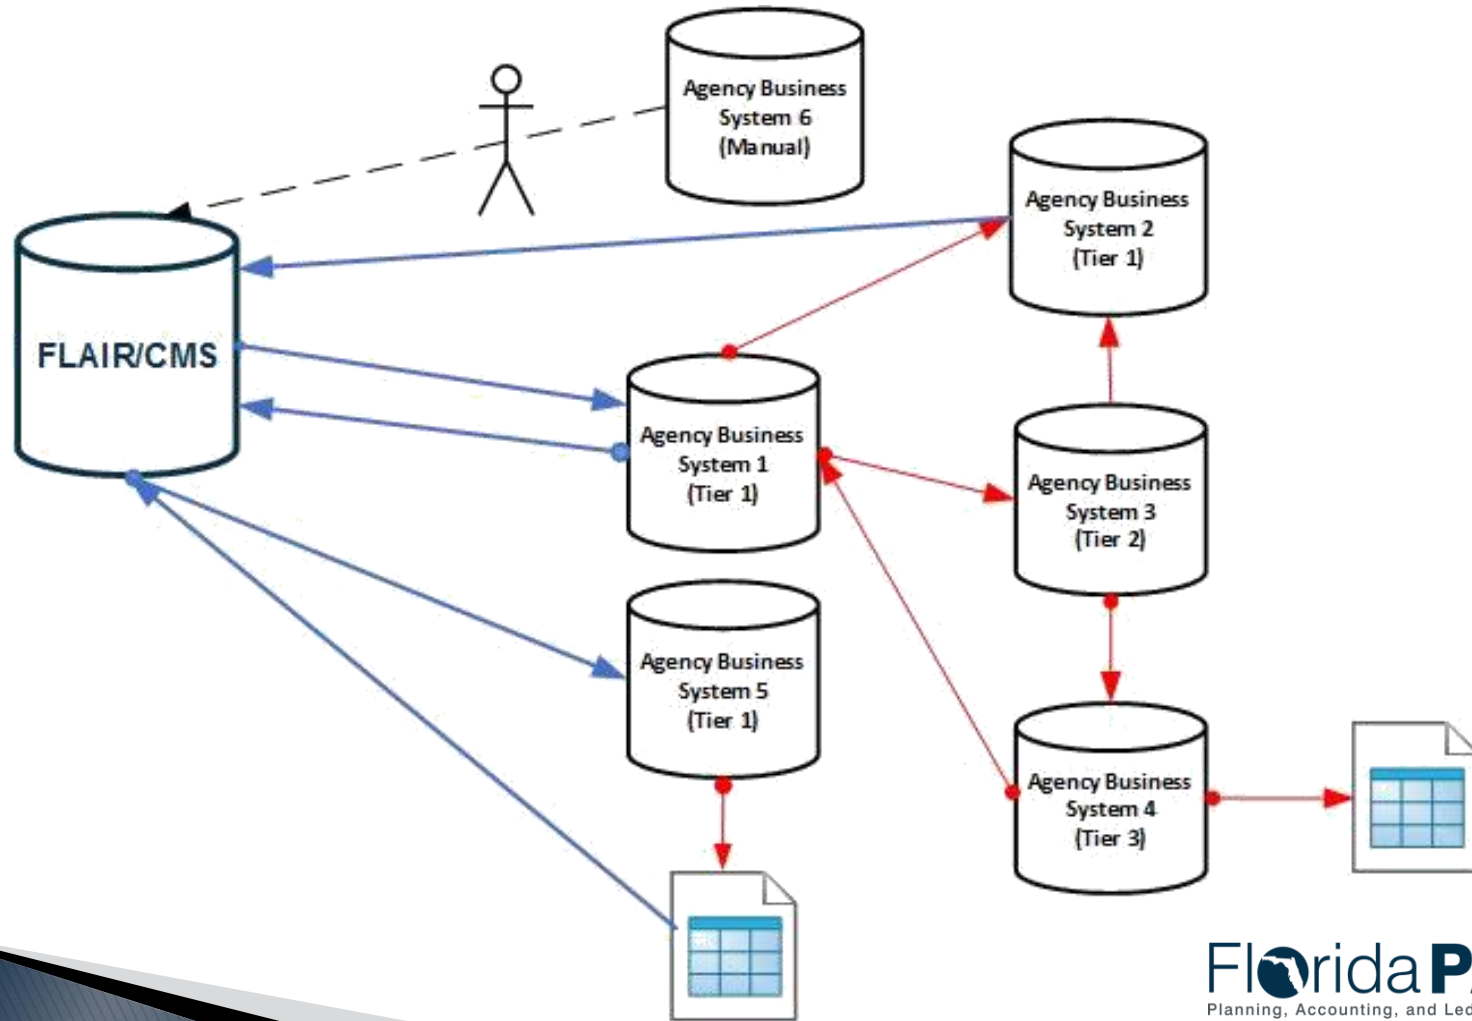 Agency Business
System 6
(Manual)
Agency Business
System 2
(Tier 1)
FLAIR/CMS
Agency Business
System 1
(Tier 1)
Agency Business
System 3
(Tier 2)
Agency Business
System 5
(Tier 1)
Agency Business
System 4
(Tier 3)
Florida
Planning, Accounting, and